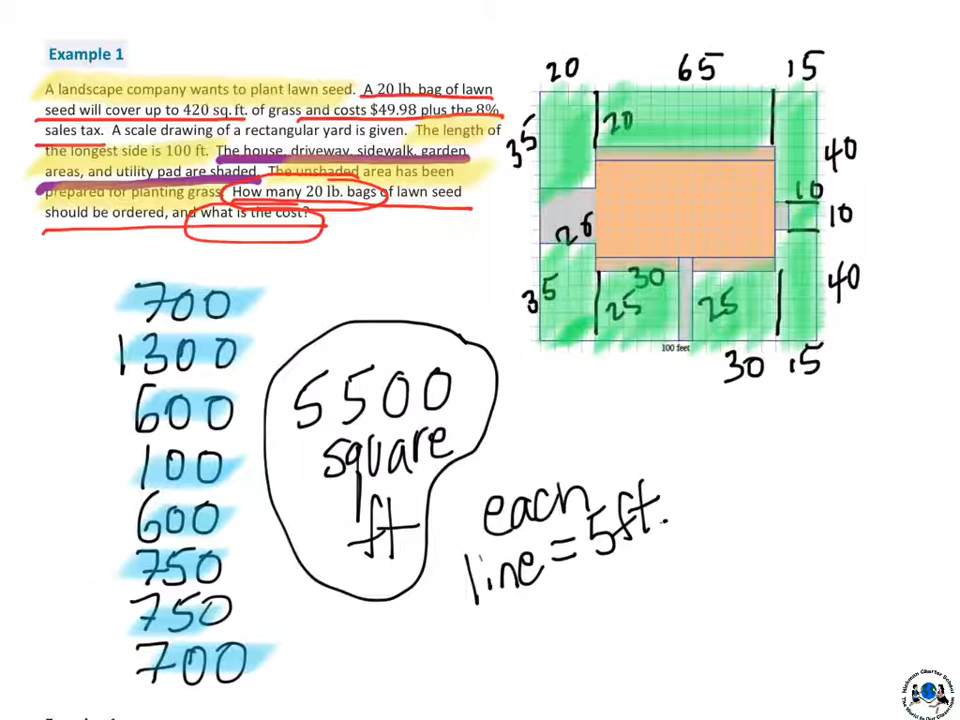 Example 1
A landscape company wants to plant lawn seed. A 20 lb. bag of lawn
seed will cover up to 420 sq. ft. of grass and costs $49.98 plus the 8%
sales tax. A scale drawing of a rectangular yard is given. The length of
the longest side is 100 ft. The house, driveway, sidewalk, garden
areas, and utility pad are shaded. The unshaded area has been
prepared for planting grass. How many 20 lb. bags of lawn seed
should be ordered, and what is the cost?
20 65 15
35 20 40
10
20 10
35 25 30 25 40
100 feet
30 15
700
1300
600
100
600
750
750
700
5500
square
ft
each
line = 5ft.